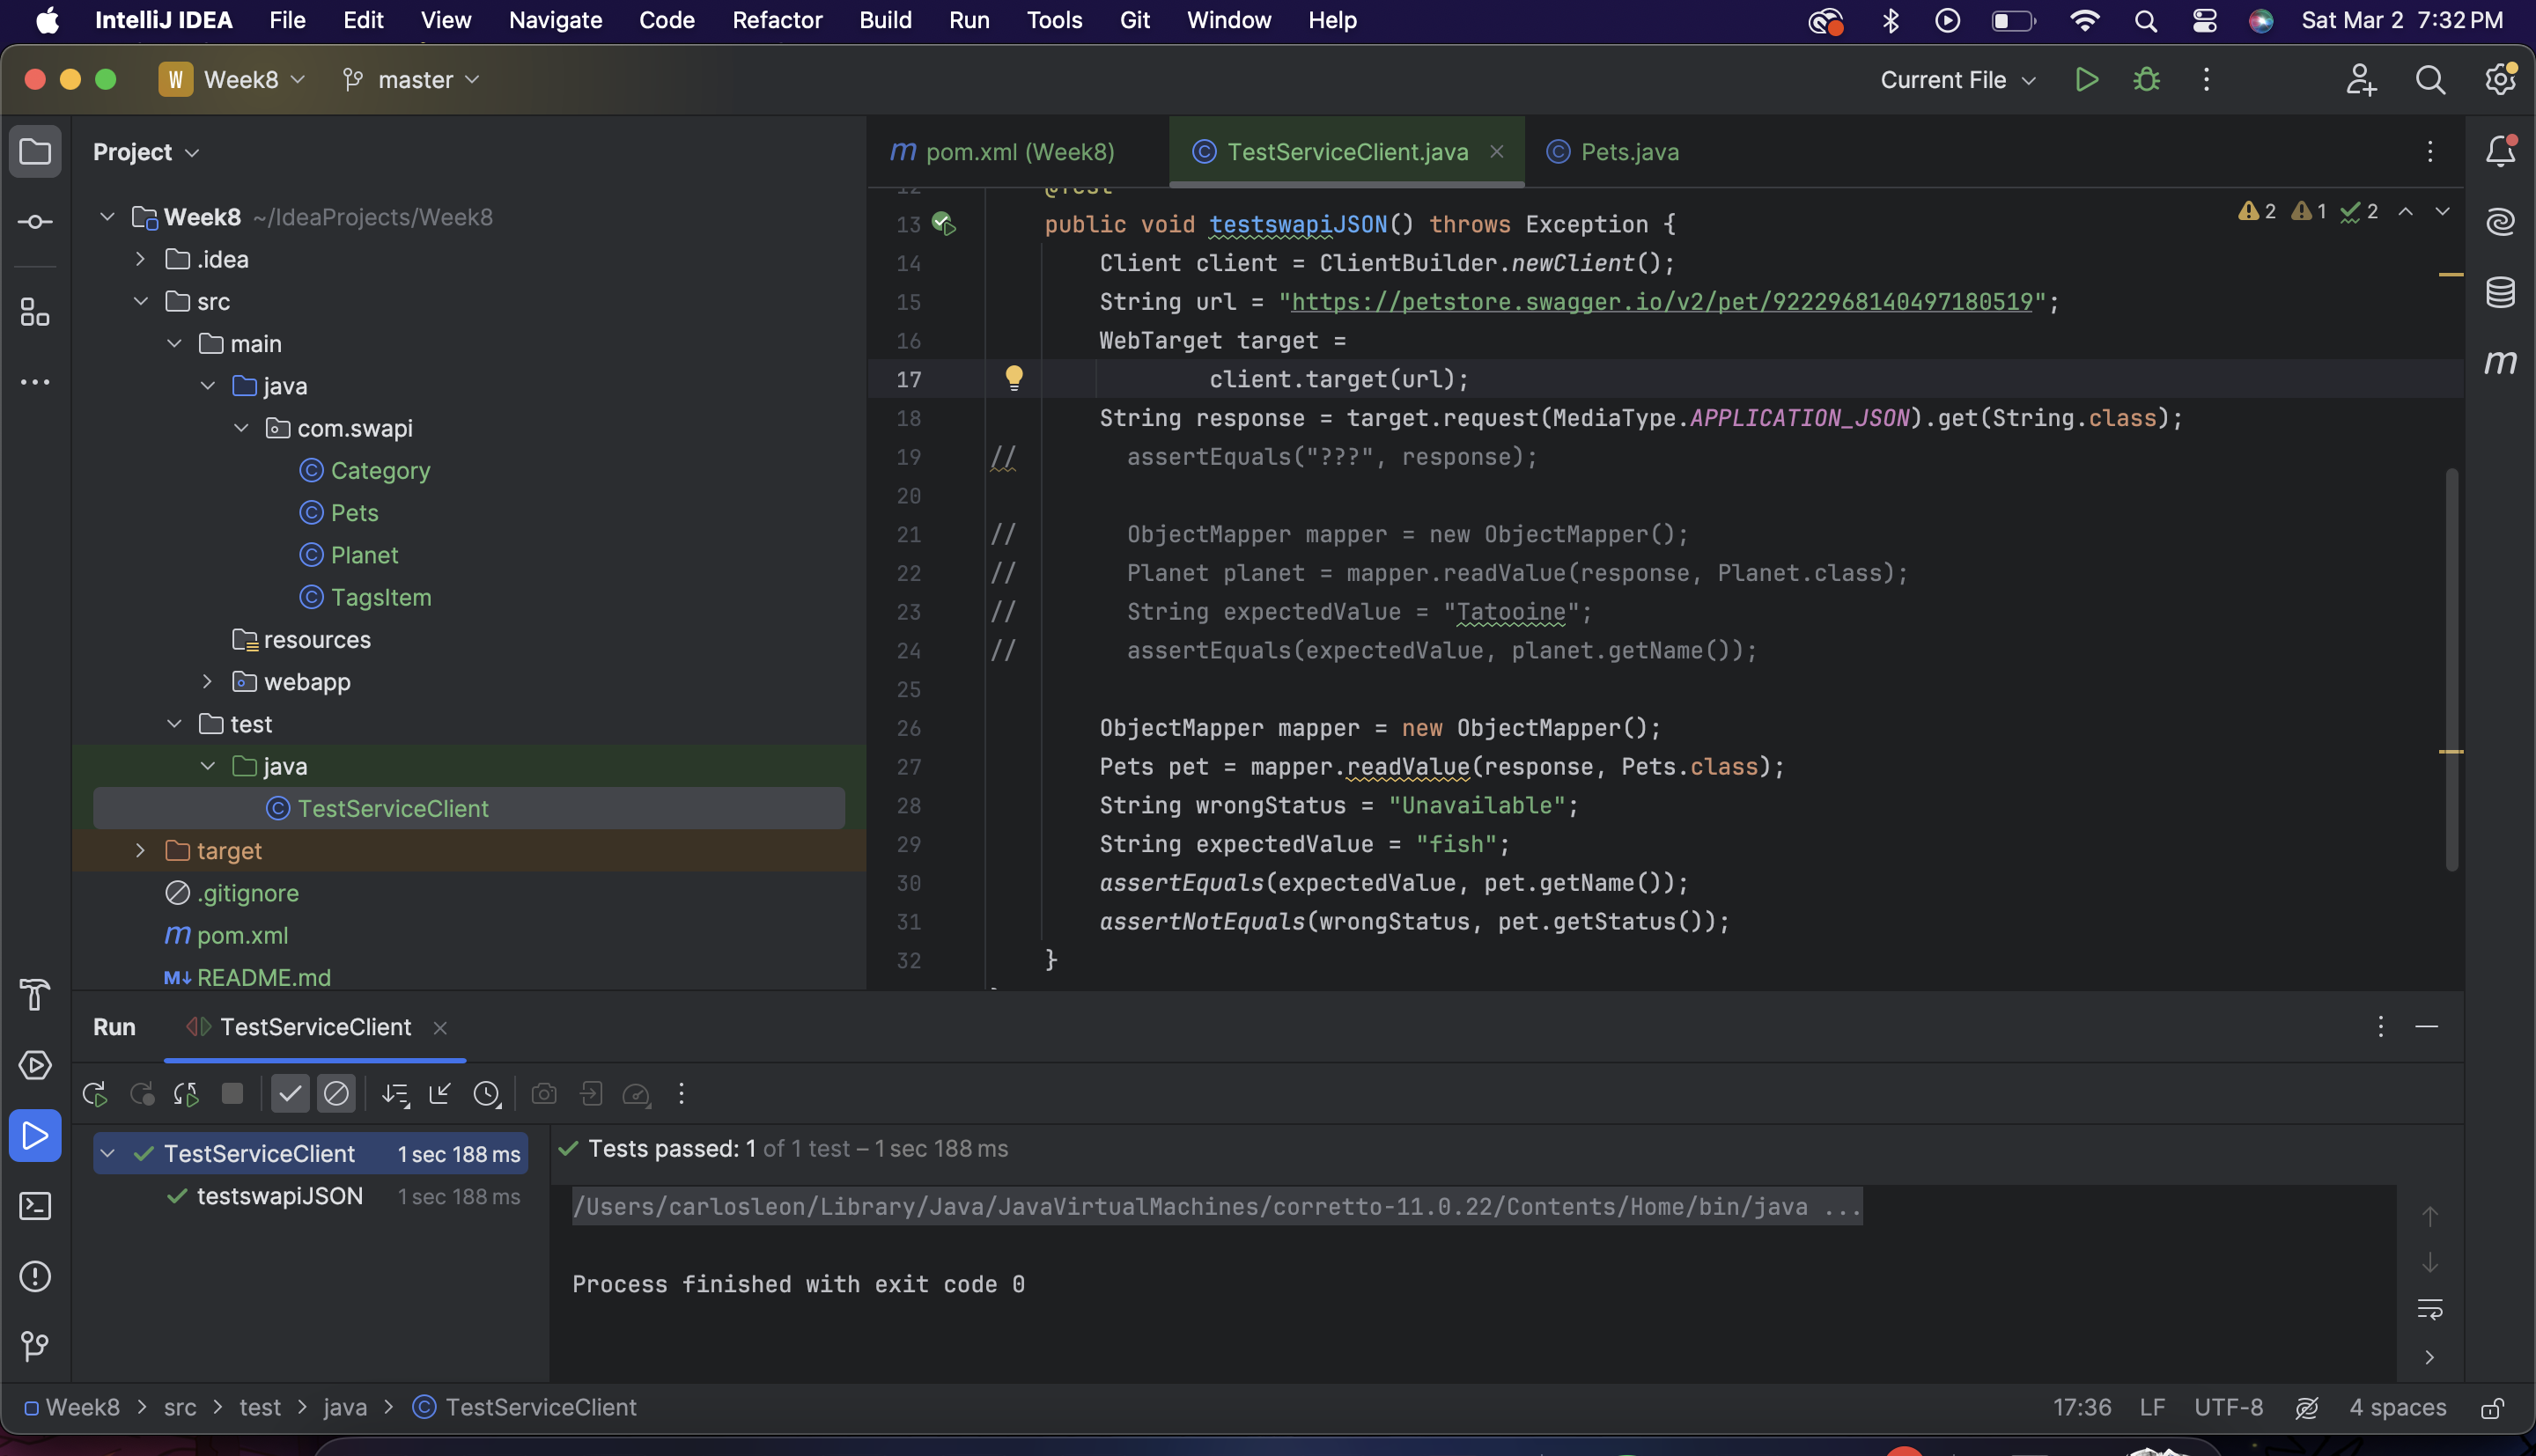 IntelliJ IDEA File Edit View Navigate Code Refactor Build Run Tools Git Window Help Sat Mar 2 7:32 PM
W Week8 master Current File
Project
pom.xml (Week8) TestServiceClient.java Pets.java
Week8 ~/IdeaProjects/Week8
.idea
src
main
java
com.swapi
Category
Pets
Planet
TagsItem
resources
webapp
test
java
TestServiceClient
target
.gitignore
pom.xml
README.md
2 1 2
12 @Test
13 public void testswapiJSON() throws Exception {
14 Client client = ClientBuilder.newClient();
15 String url = "https://petstore.swagger.io/v2/pet/9222968140497180519";
16 WebTarget target =
17 client.target(url);
18 String response = target.request(MediaType.APPLICATION_JSON).get(String.class);
19 // assertEquals("???", response);
20
21 // ObjectMapper mapper = new ObjectMapper();
22 // Planet planet = mapper.readValue(response, Planet.class);
23 // String expectedValue = "Tatooine";
24 // assertEquals(expectedValue, planet.getName());
25
26 ObjectMapper mapper = new ObjectMapper();
27 Pets pet = mapper.readValue(response, Pets.class);
28 String wrongStatus = "Unavailable";
29 String expectedValue = "fish";
30 assertEquals(expectedValue, pet.getName());
31 assertNotEquals(wrongStatus, pet.getStatus());
32 }
Run TestServiceClient
TestServiceClient 1 sec 188 ms
testswapiJSON 1 sec 188 ms
Tests passed: 1 of 1 test – 1 sec 188 ms
/Users/carlosleon/Library/Java/JavaVirtualMachines/corretto-11.0.22/Contents/Home/bin/java ...
Process finished with exit code 0
Week8 > src > test > java > TestServiceClient 17:36 LF UTF-8 4 spaces